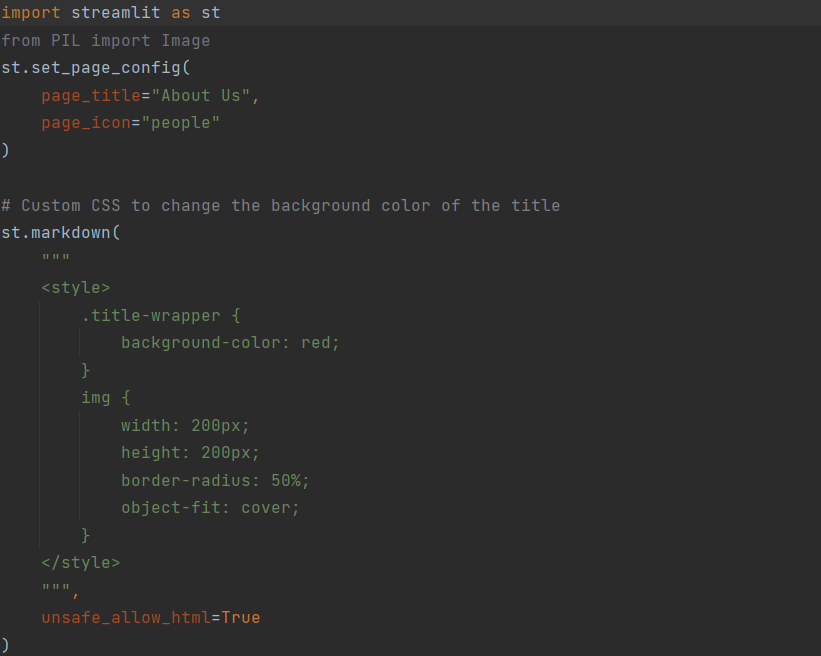 import streamlit as st
from PIL import Image
st.set_page_config(
    page_title="About Us",
    page_icon="people"
)

# Custom CSS to change the background color of the title
st.markdown(
    """
    <style>
        .title-wrapper {
            background-color: red;
        }
        img {
            width: 200px;
            height: 200px;
            border-radius: 50%;
            object-fit: cover;
        }
    </style>
    """,
    unsafe_allow_html=True
)